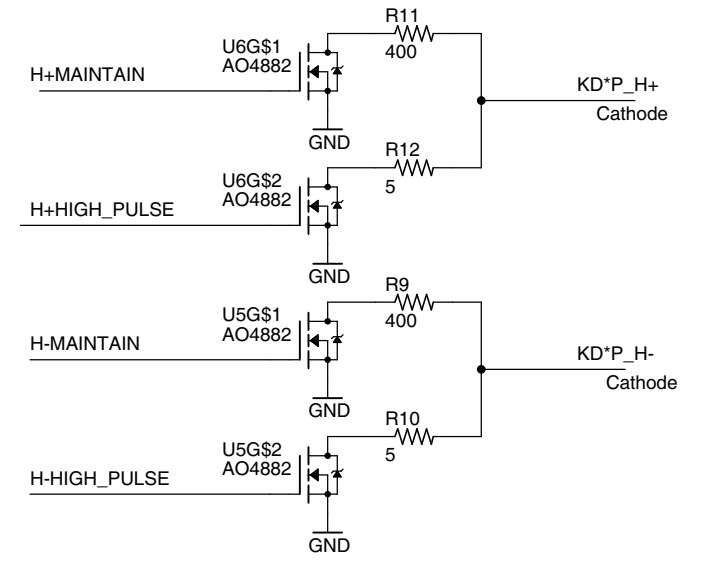 R11
U6G$1
400
AO4882
H+MAINTAIN
KD*P_H+
Cathode
GND
R12
U6G$2
5
AO4882
H+HIGH_PULSE
GND
R9
U5G$1
400
AO4882
H-MAINTAIN
KD*P_H-
Cathode
GND
R10
U5G$2
5
AO4882
H-HIGH_PULSE
GND